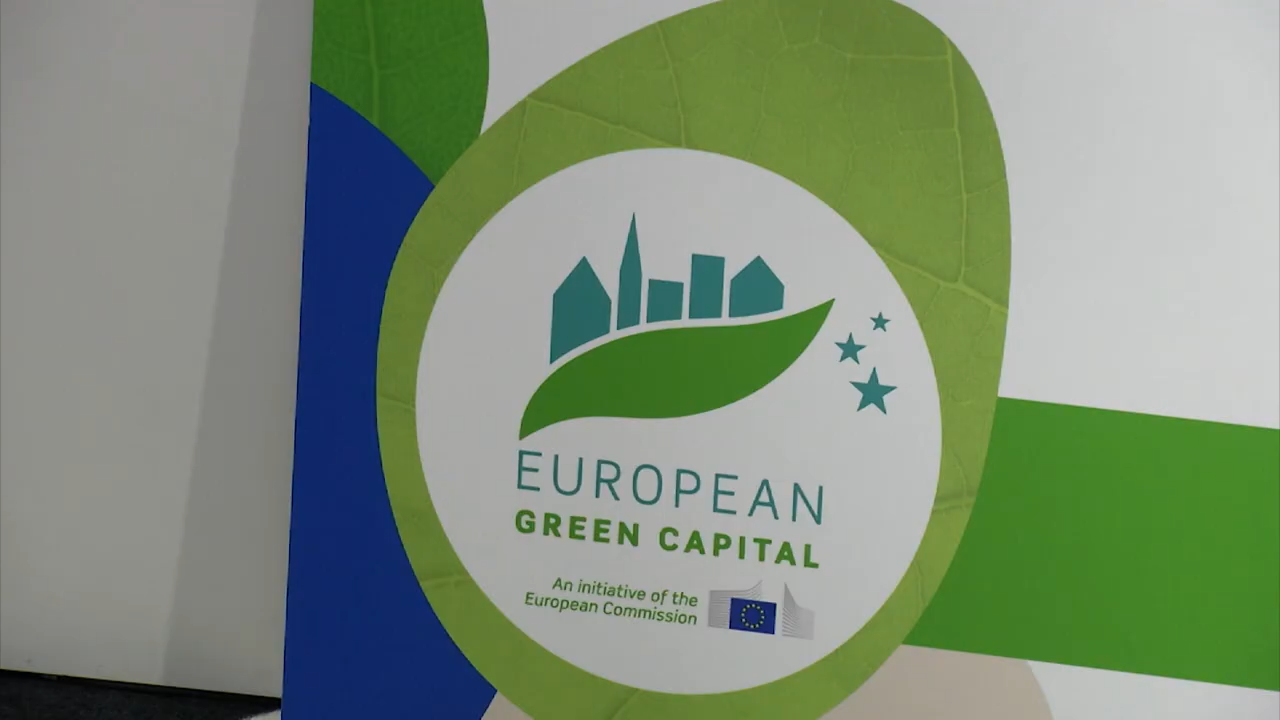 EUROPEAN
GREEN CAPITAL
An initiative of the
European Commission